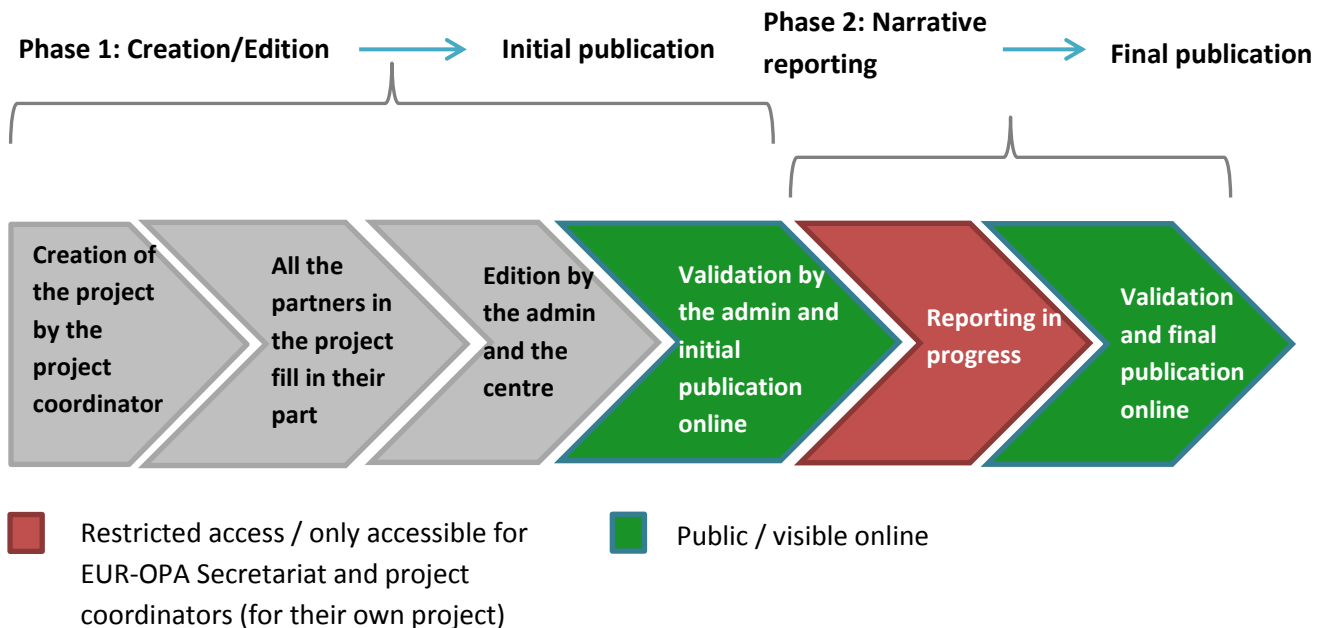 Phase 1: Creation/Edition
Initial publication
Phase 2: Narrative
reporting
Final publication
Creation of
the project
by the
project
coordinator
All the
partners in
the project
fill in their
part
Edition by
the admin
and the
centre
Validation by
the admin and
initial
publication
online
Reporting in
progress
Validation
and final
publication
online
Restricted access / only accessible for
EUR-OPA Secretariat and project
coordinators (for their own project)
Public / visible online